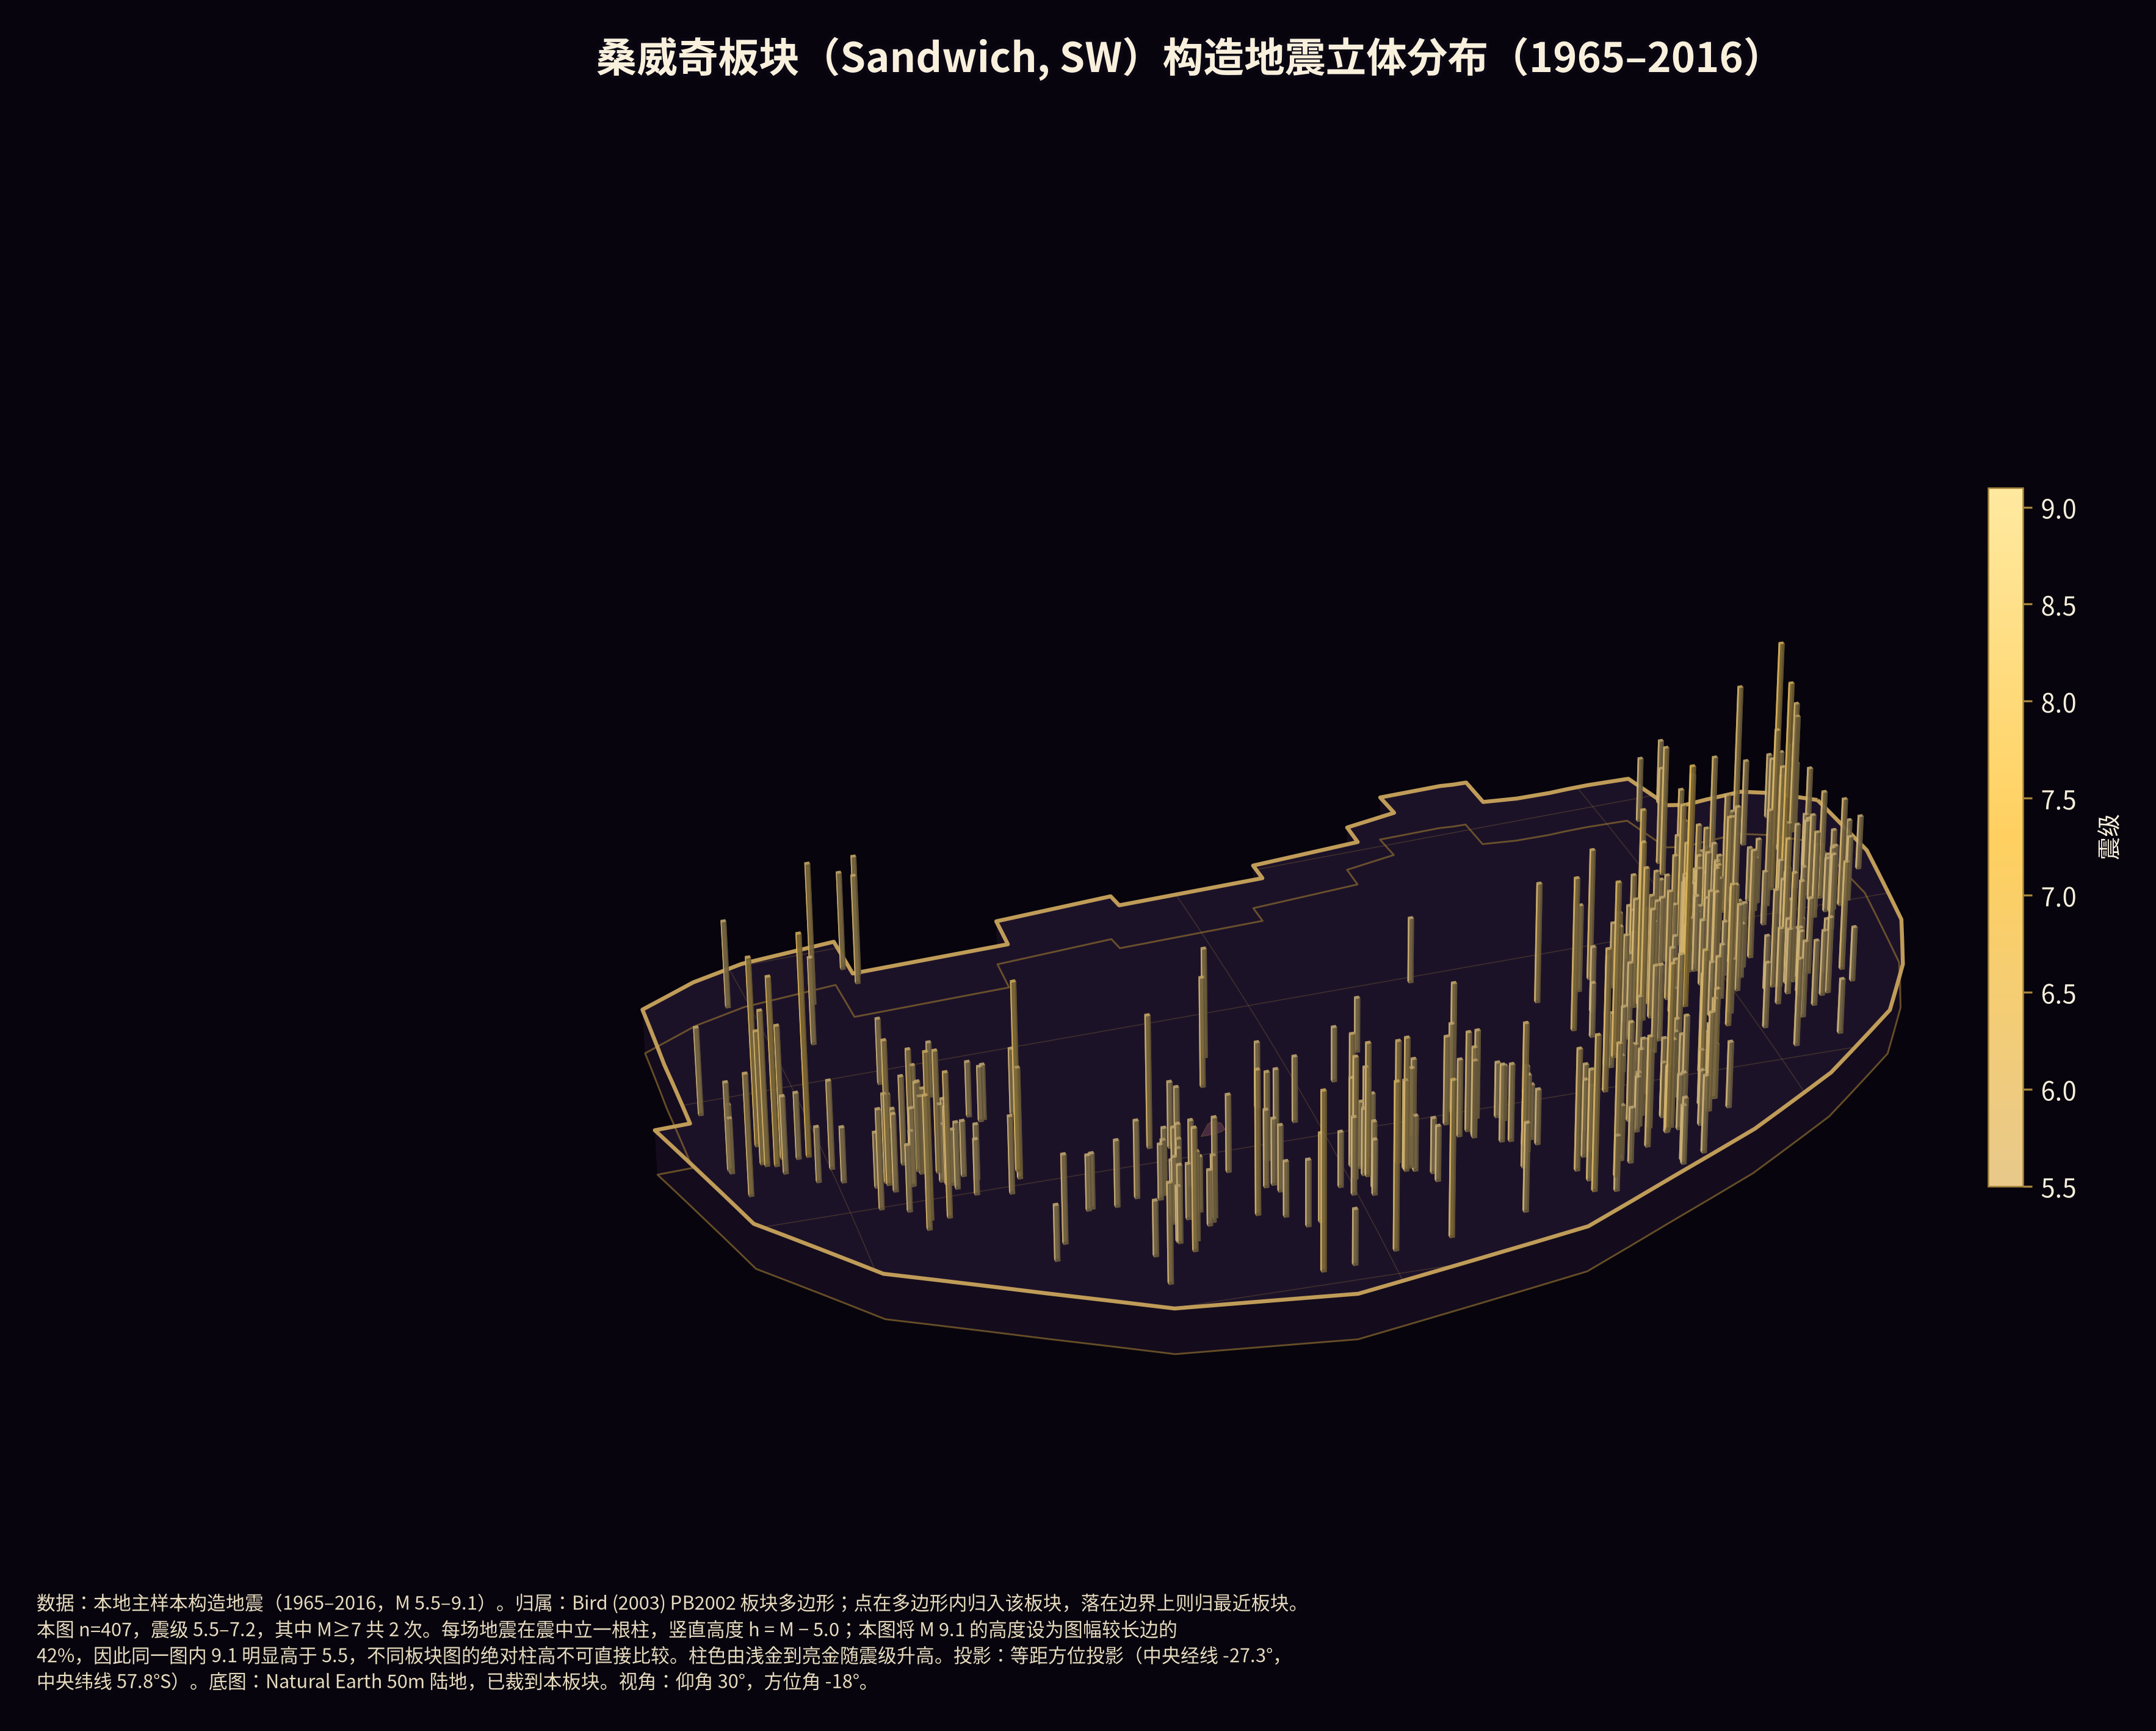 桑威奇板块（Sandwich, SW）构造地震立体分布（1965–2016）
9.0
8.5
8.0
7.5
7.0
6.5
6.0
5.5
震级
数据：本地主样本构造地震（1965–2016，M 5.5–9.1）。归属：Bird (2003) PB2002 板块多边形；点在多边形内归入该板块，落在边界上则归最近板块。
本图 n=407，震级 5.5–7.2，其中 M≥7 共 2 次。每场地震在震中立一根柱，竖直高度 h = M − 5.0；本图将 M 9.1 的高度设为图幅较长边的
42%，因此同一图内 9.1 明显高于 5.5，不同板块图的绝对柱高不可直接比较。柱色由浅金到亮金随震级升高。投影：等距方位投影（中央经线 -27.3°，
中央纬线 57.8°S）。底图：Natural Earth 50m 陆地，已裁到本板块。视角：仰角 30°，方位角 -18°。